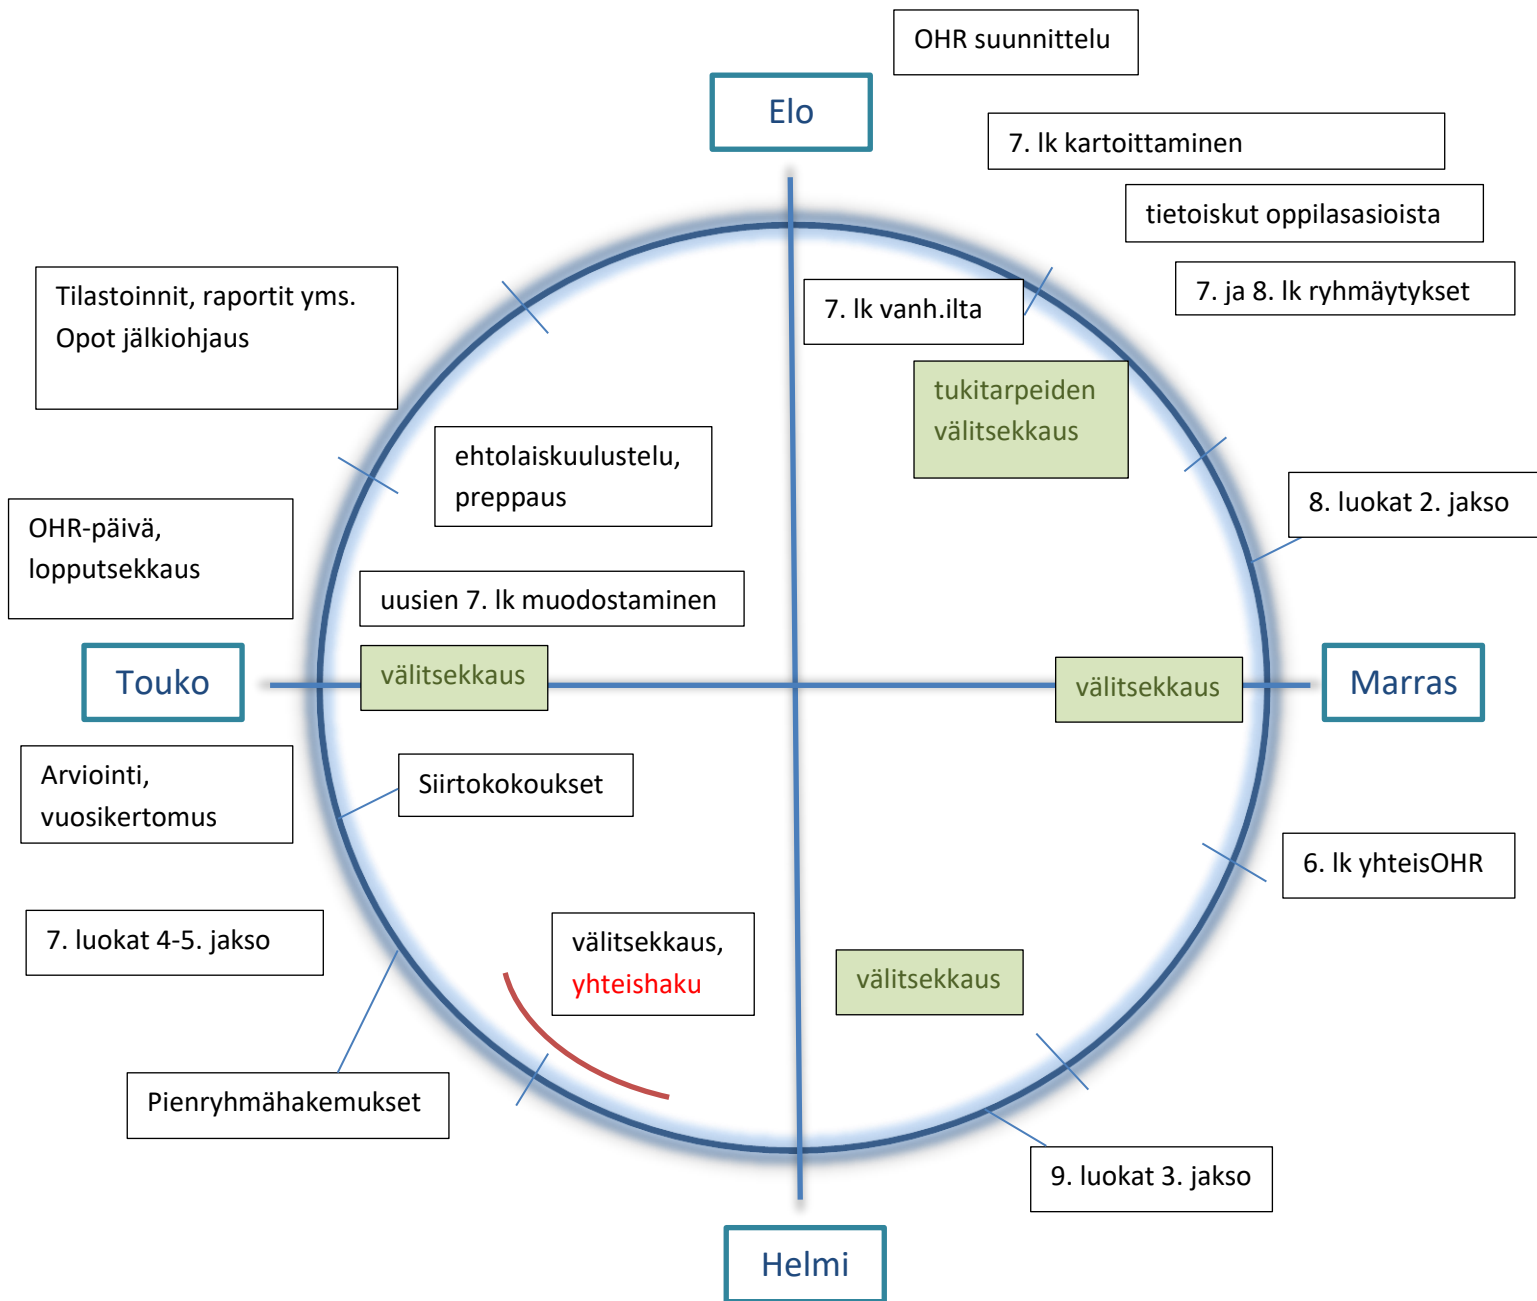 OHR suunnittelu
Elo
7. lk kartoittaminen
tietoiskut oppilasasioista
7. ja 8. lk ryhmäytykset
7. lk vanh.ilta
Tilastoinnit, raportit yms.
Opot jälkiohjaus
tukitarpeiden
välitsekkaus
ehtolaiskuulustelu,
preppaus
8. luokat 2. jakso
OHR-päivä,
lopputsekkaus
uusien 7. lk muodostaminen
Touko
välitsekkaus
välitsekkaus
Marras
Arviointi,
vuosikertomus
Siirtokokoukset
6. lk yhteisOHR
7. luokat 4-5. jakso
välitsekkaus,
yhteishaku
välitsekkaus
Pienryhmähakemukset
9. luokat 3. jakso
Helmi